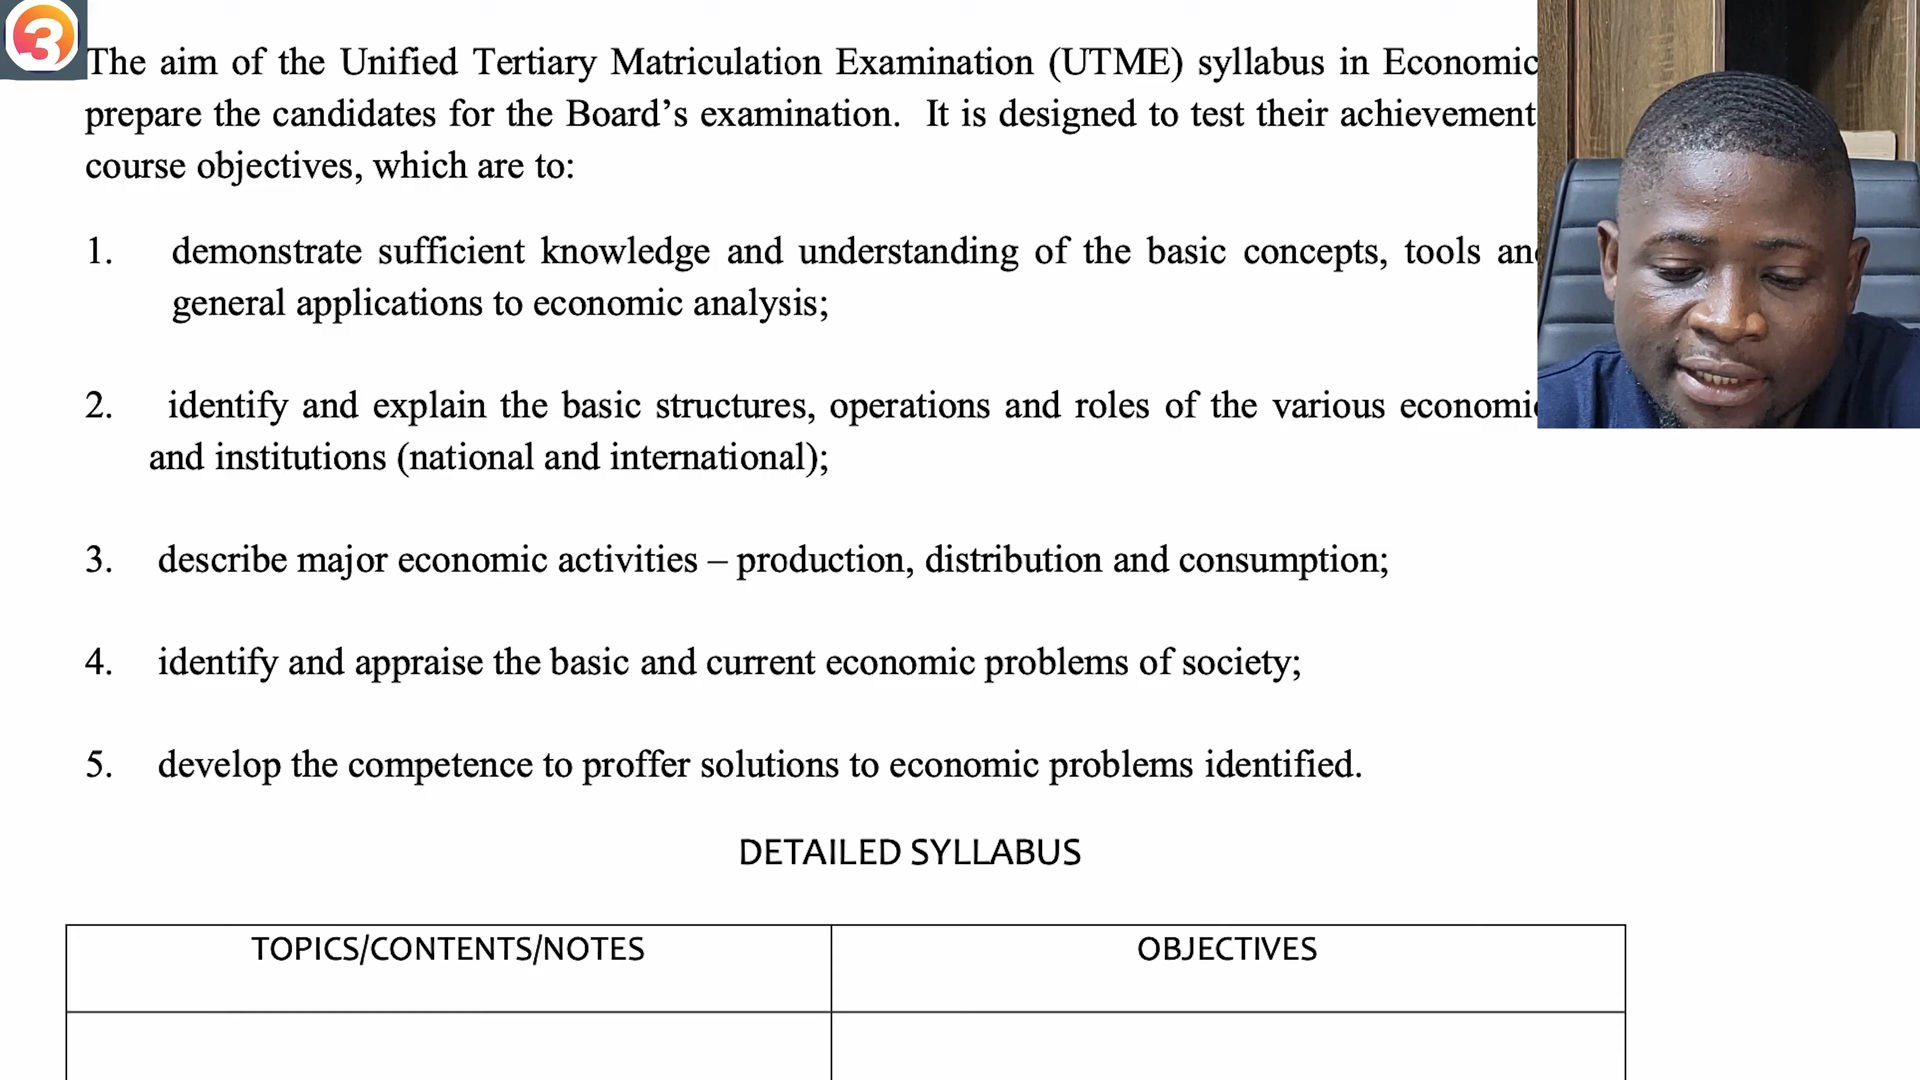 3
The aim of the Unified Tertiary Matriculation Examination (UTME) syllabus in Economic
prepare the candidates for the Board’s examination. It is designed to test their achievement
course objectives, which are to:
1. demonstrate sufficient knowledge and understanding of the basic concepts, tools an
general applications to economic analysis;
2. identify and explain the basic structures, operations and roles of the various economi
and institutions (national and international);
3. describe major economic activities – production, distribution and consumption;
4. identify and appraise the basic and current economic problems of society;
5. develop the competence to proffer solutions to economic problems identified.
DETAILED SYLLABUS
TOPICS/CONTENTS/NOTES
OBJECTIVES